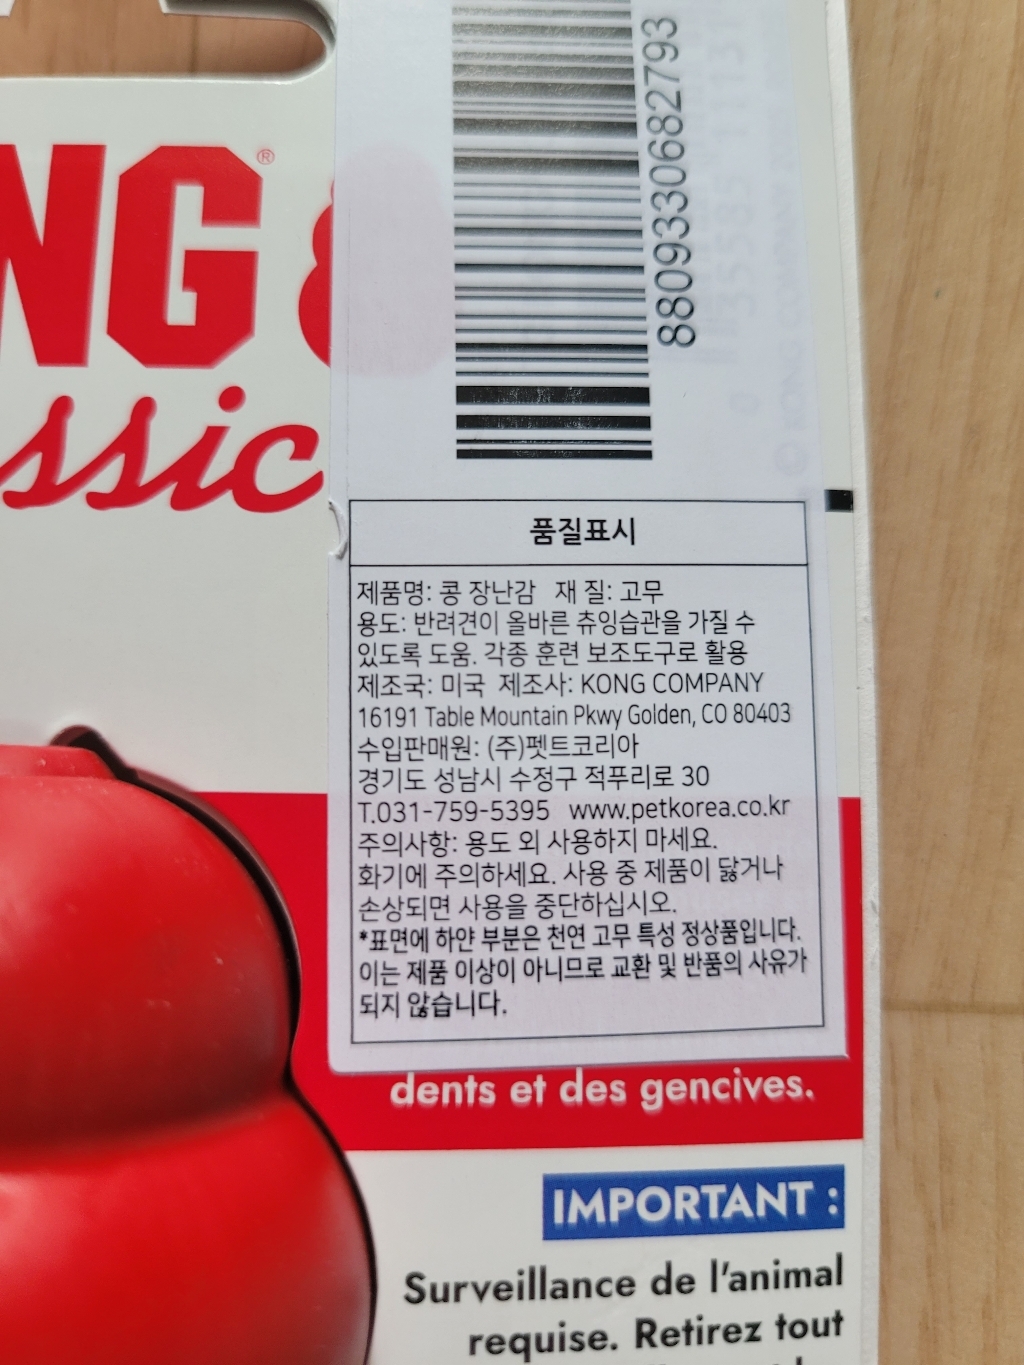 NG®
ssic
8809330682793
품질표시
제품명: 콩 장난감 재 질: 고무
용도: 반려견이 올바른 츄잉습관을 가질 수
있도록 도움. 각종 훈련 보조도구로 활용
제조국: 미국 제조사: KONG COMPANY
16191 Table Mountain Pkwy Golden, CO 80403
수입판매원: (주)펫트코리아
경기도 성남시 수정구 적푸리로 30
T.031-759-5395 www.petkorea.co.kr
주의사항: 용도 외 사용하지 마세요.
화기에 주의하세요. 사용 중 제품이 닳거나
손상되면 사용을 중단하십시오.
*표면에 하얀 부분은 천연 고무 특성 정상품입니다.
이는 제품 이상이 아니므로 교환 및 반품의 사유가
되지 않습니다.
dents et des gencives.
IMPORTANT :
Surveillance de l'animal
requise. Retirez tout